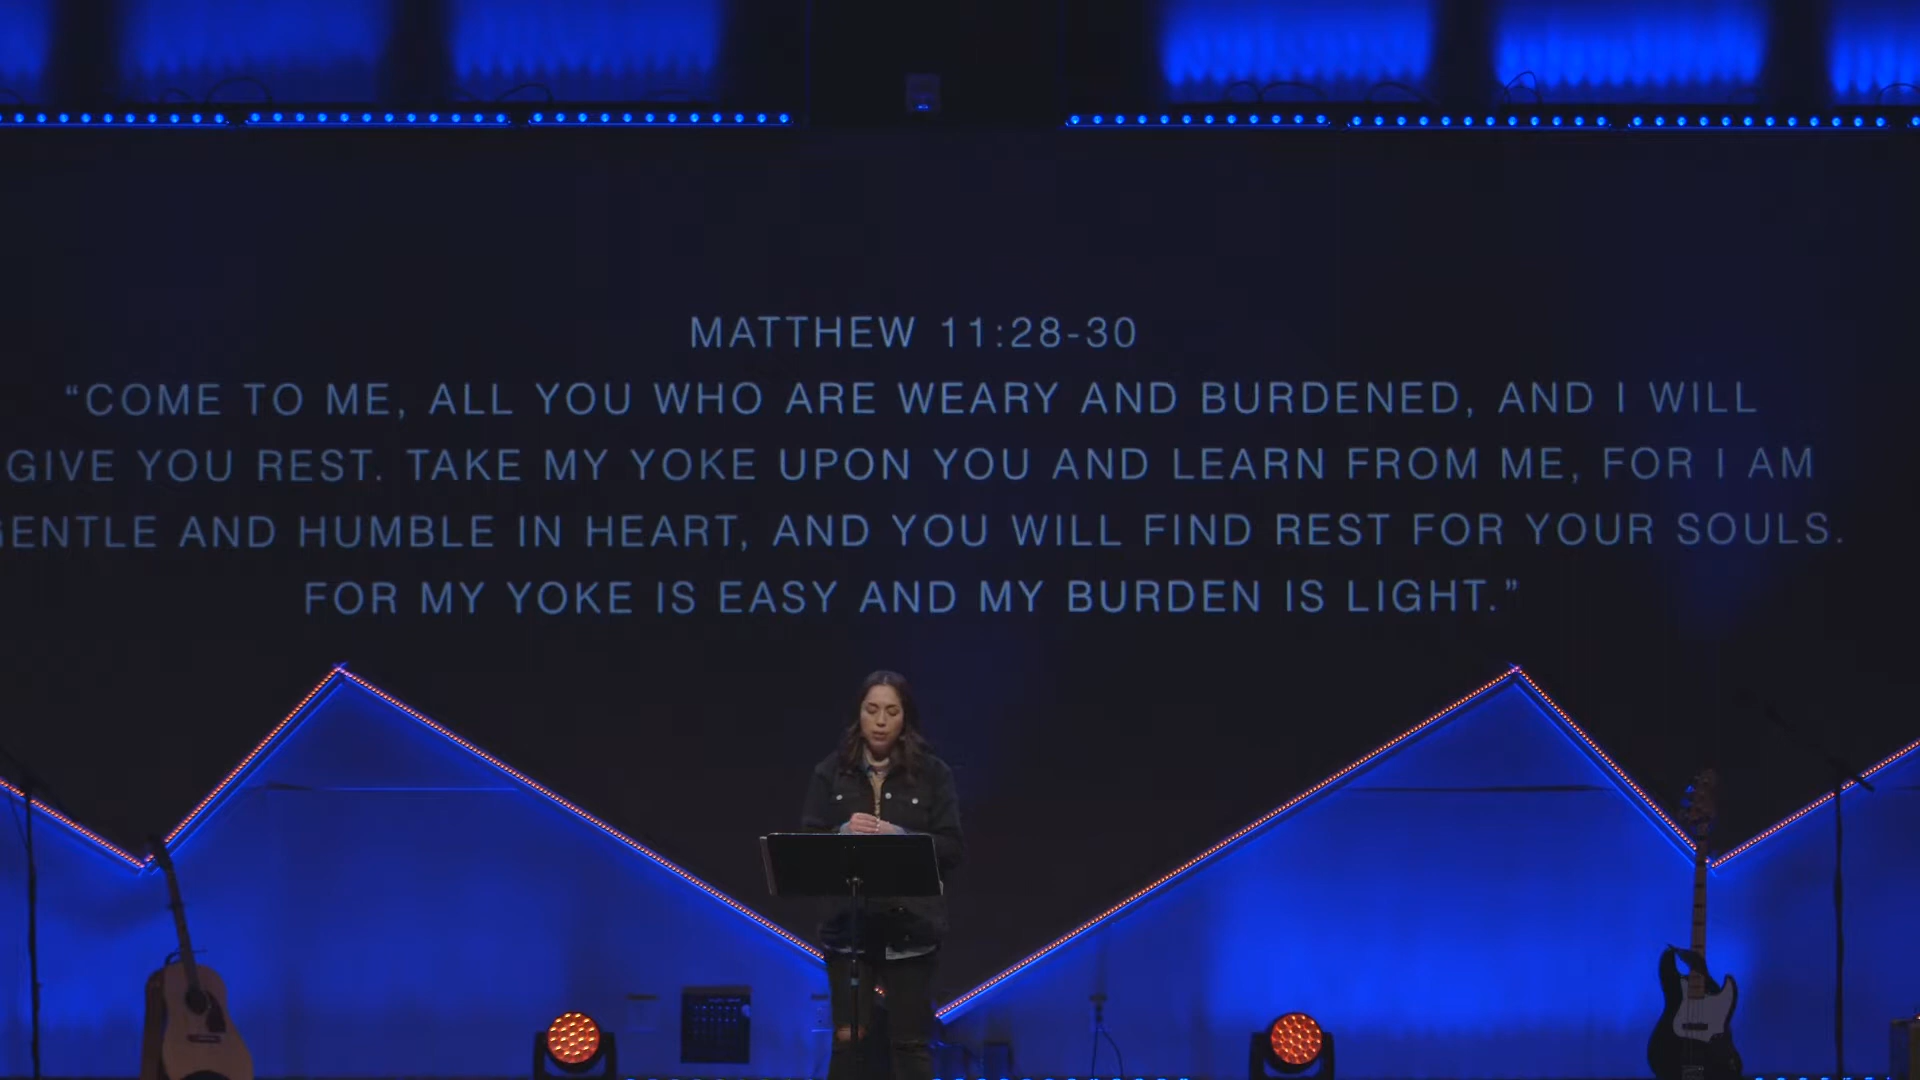 MATTHEW 11:28-30
“COME TO ME, ALL YOU WHO ARE WEARY AND BURDENED, AND I WILL
GIVE YOU REST. TAKE MY YOKE UPON YOU AND LEARN FROM ME, FOR I AM
GENTLE AND HUMBLE IN HEART, AND YOU WILL FIND REST FOR YOUR SOULS.
FOR MY YOKE IS EASY AND MY BURDEN IS LIGHT.”